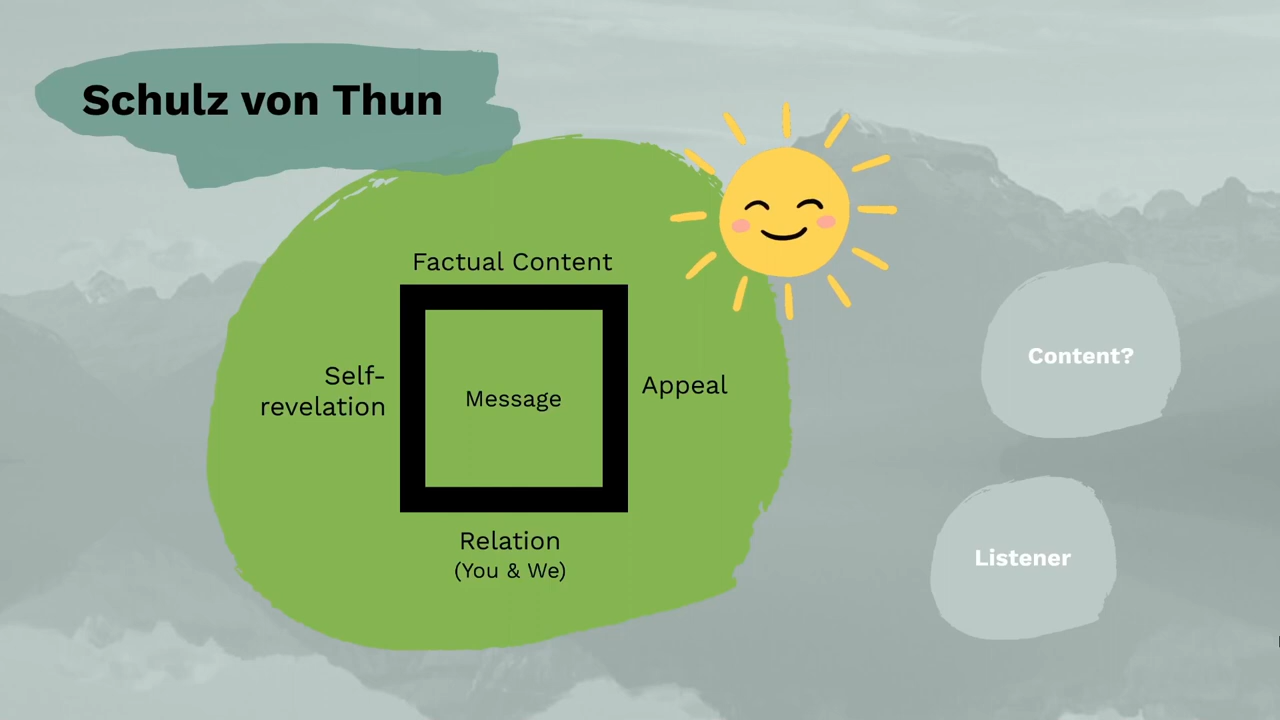 Schulz von Thun
Factual Content
Self-
revelation
Message
Appeal
Relation
(You & We)
Content?
Listener